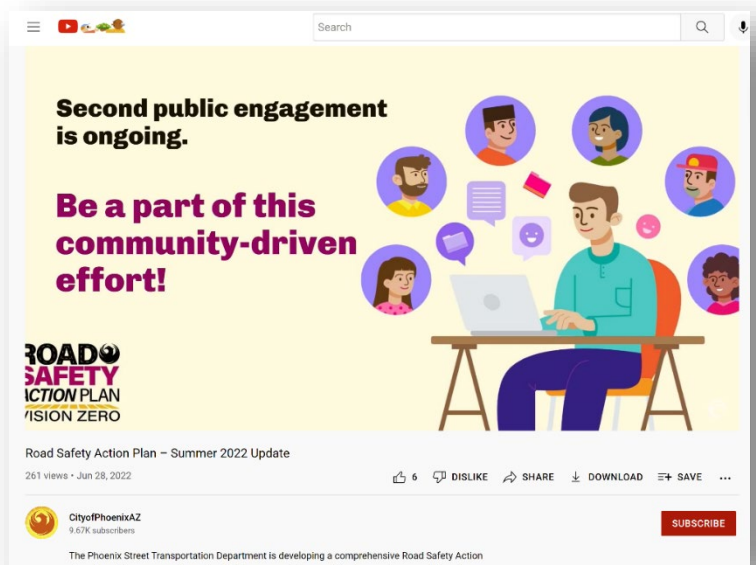 Search
Second public engagement
is ongoing.
Be a part of this
community-driven
effort!
ROAD
SAFETY
ACTION PLAN
VISION ZERO
Road Safety Action Plan – Summer 2022 Update
261 views • Jun 28, 2022
6 DISLIKE SHARE DOWNLOAD SAVE ...
CityofPhoenixAZ
9.67K subscribers
SUBSCRIBE
The Phoenix Street Transportation Department is developing a comprehensive Road Safety Action